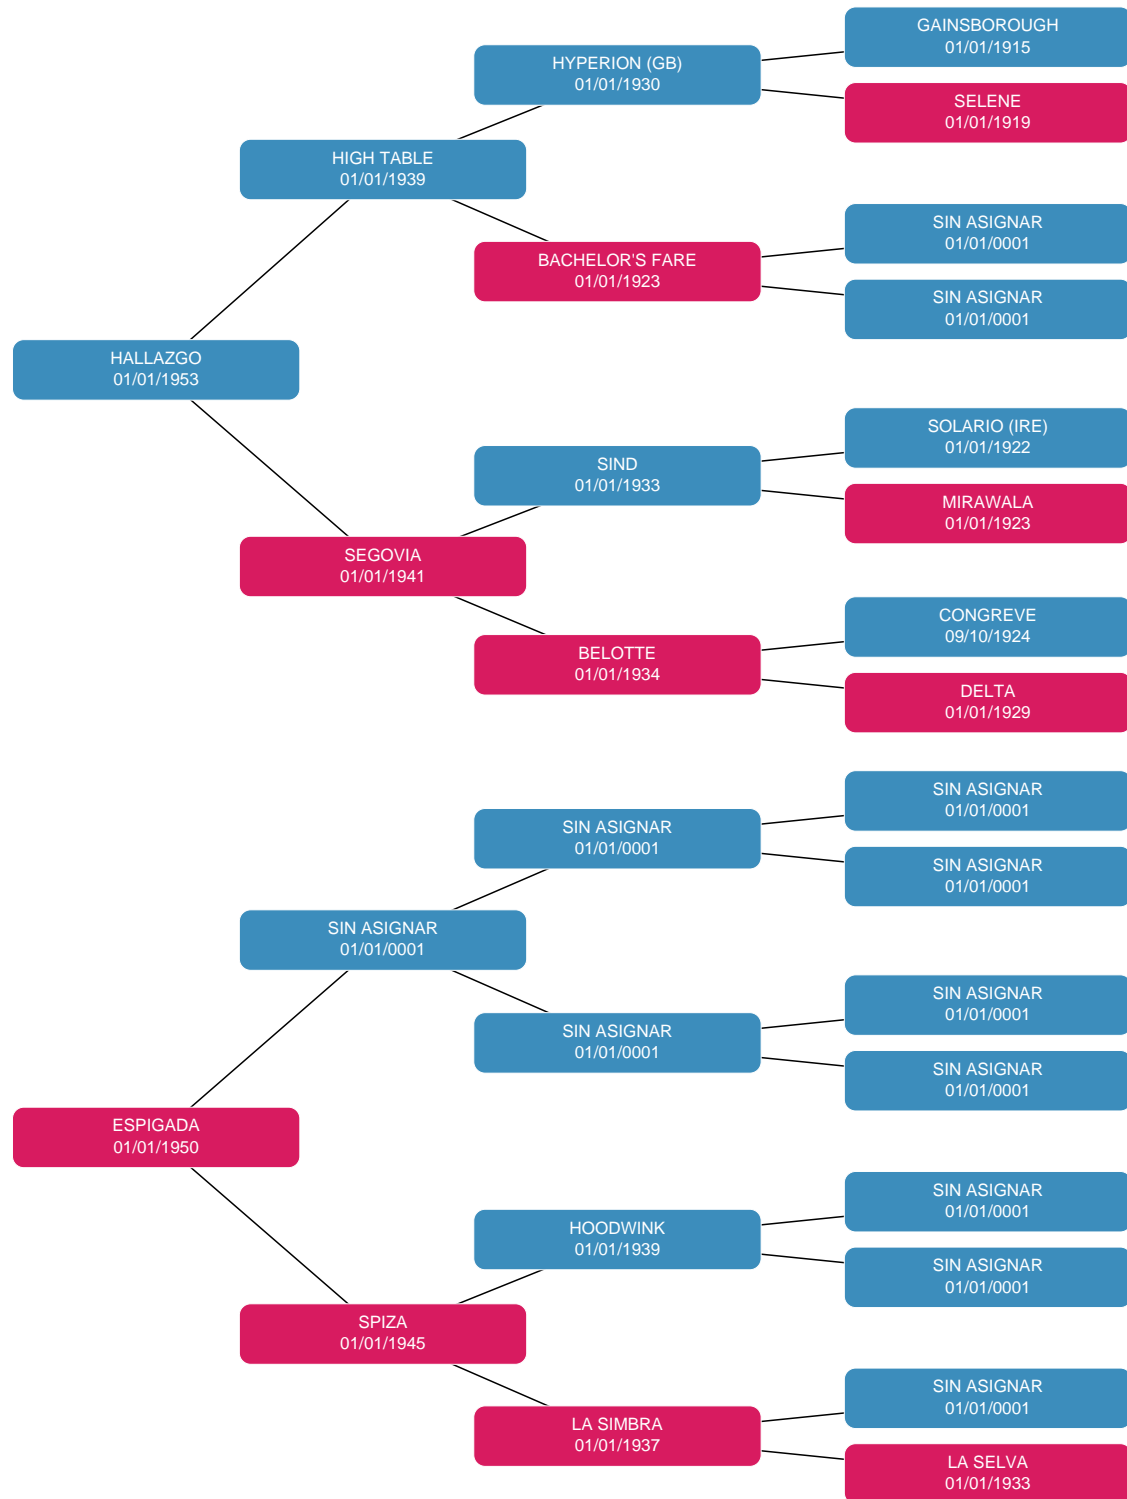 GAINSBOROUGH
01/01/1915
HYPERION (GB)
01/01/1930
SELENE
01/01/1919
HIGH TABLE
01/01/1939
SIN ASIGNAR
01/01/0001
BACHELOR'S FARE
01/01/1923
SIN ASIGNAR
01/01/0001
HALLAZGO
01/01/1953
SOLARIO (IRE)
01/01/1922
SIND
01/01/1933
MIRAWALA
01/01/1923
SEGOVIA
01/01/1941
CONGREVE
09/10/1924
BELOTTE
01/01/1934
DELTA
01/01/1929
SIN ASIGNAR
01/01/0001
SIN ASIGNAR
01/01/0001
SIN ASIGNAR
01/01/0001
SIN ASIGNAR
01/01/0001
SIN ASIGNAR
01/01/0001
SIN ASIGNAR
01/01/0001
SIN ASIGNAR
01/01/0001
ESPIGADA
01/01/1950
SIN ASIGNAR
01/01/0001
HOODWINK
01/01/1939
SIN ASIGNAR
01/01/0001
SPIZA
01/01/1945
SIN ASIGNAR
01/01/0001
LA SIMBRA
01/01/1937
LA SELVA
01/01/1933